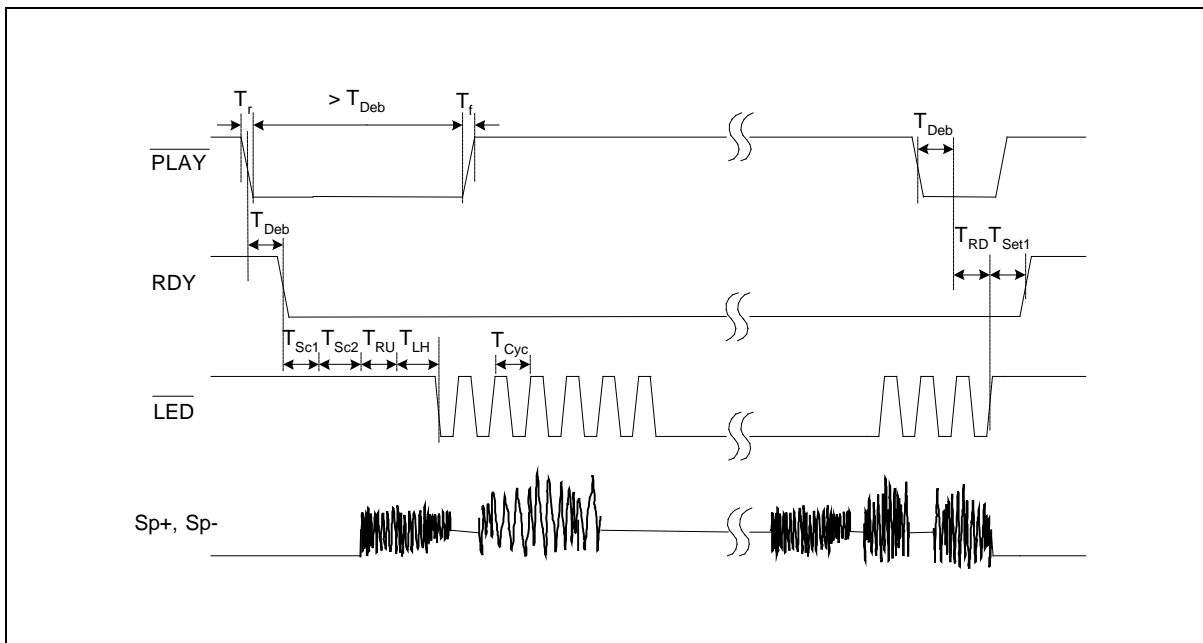 Tr > TDeb Tf
TDeb
PLAY
TDeb
TRD TSet1
RDY
TSc1 TSc2 TRU TLH TCyc
LED
Sp+, Sp-